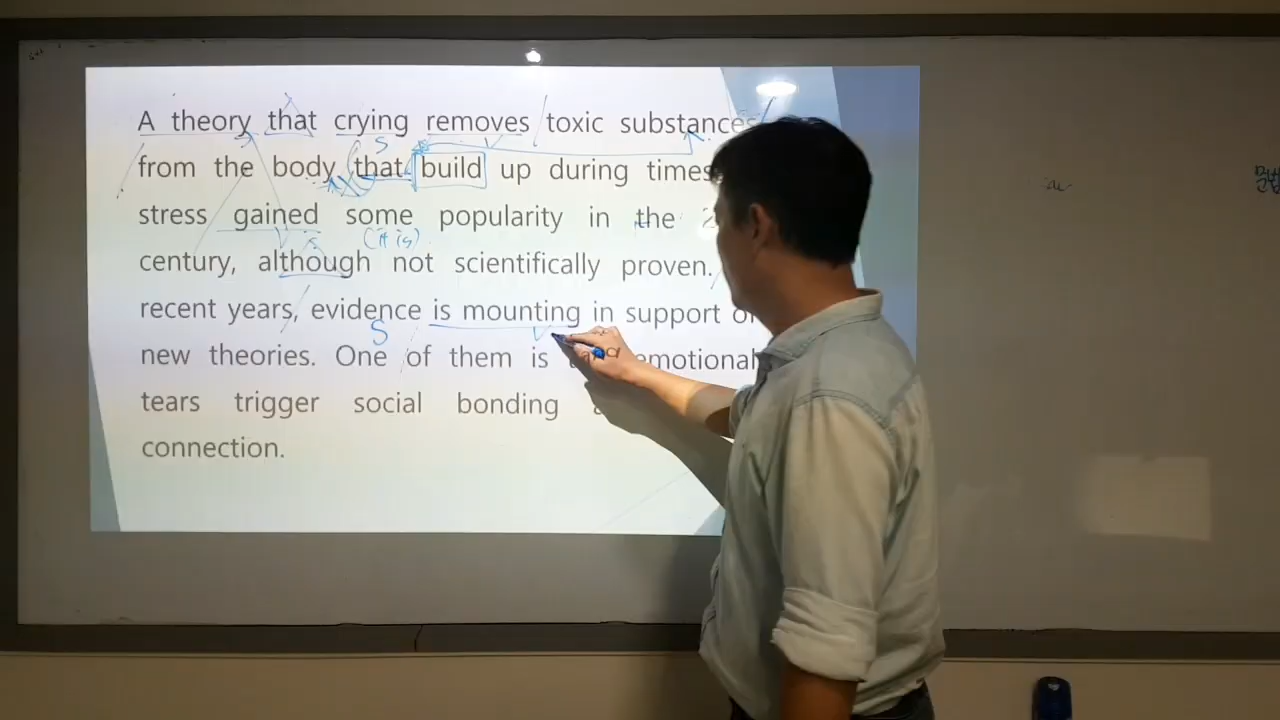 A theory that crying removes toxic substances
from the body that build up during times
stress gained some popularity in the
S
V
V
(it is)
century, although not scientifically proven.
recent years, evidence is mounting in support of
S
V
new theories. One of them is that emotional
tears trigger social bonding
connection.